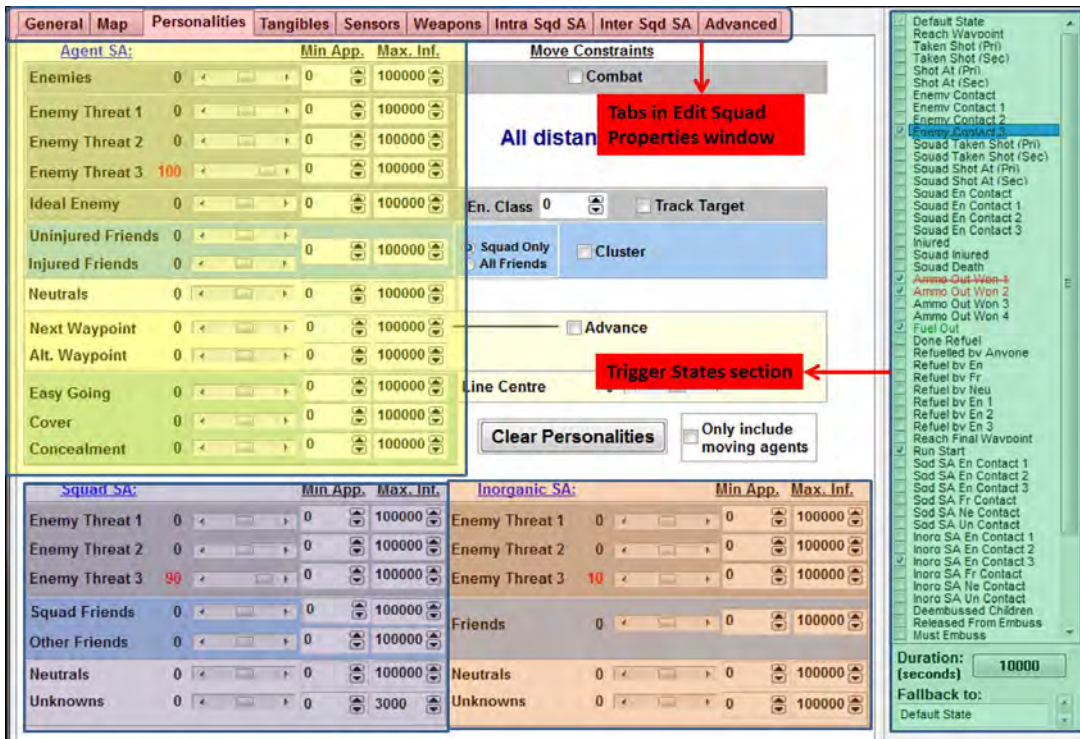 General Map Personalities Tangibles Sensors Weapons Intra Sqd SA Inter Sqd SA Advanced
Agent SA: Min App. Max. Inf. Move Constraints
Enemies 0 0 100000 Combat
Enemy Threat 1 0 0 100000
Tabs in Edit Squad Properties window
Enemy Threat 2 0 0 100000 All distan
Enemy Threat 3 100 0 100000
Ideal Enemy 0 0 100000 En. Class 0 Track Target
Uninjured Friends 0 0 100000 Squad Only Cluster
Injured Friends 0 All Friends
Neutrals 0 0 100000
Next Waypoint 0 0 100000 Advance
Alt. Waypoint 0 0 100000
Trigger States section
Easy Going 0 0 100000 Line Centre
Cover 0 0 100000 Clear Personalities Only include moving agents
Concealment 0 0 100000
Squad SA: Min App. Max. Inf. Inorganic SA: Min App. Max. Inf.
Enemy Threat 1 0 0 100000 Enemy Threat 1 0 0 100000
Enemy Threat 2 0 0 100000 Enemy Threat 2 0 0 100000
Enemy Threat 3 90 0 100000 Enemy Threat 3 10 0 100000
Squad Friends 0 0 100000 Friends 0 0 100000
Other Friends 0 0 100000
Neutrals 0 0 100000 Neutrals 0 0 100000
Unknowns 0 0 3000 Unknowns 0 0 100000
Default State
Reach Waypoint
Taken Shot (Pri)
Taken Shot (Sec)
Shot At (Pri)
Shot At (Sec)
Enemy Contact
Enemy Contact 1
Enemy Contact 2
Enemy Contact 3
Squad Taken Shot (Pri)
Squad Taken Shot (Sec)
Squad Shot At (Pri)
Squad Shot At (Sec)
Squad En Contact
Squad En Contact 1
Squad En Contact 2
Squad En Contact 3
Injured
Squad Injured
Squad Death
Ammo Out Wpn 1
Ammo Out Wpn 2
Ammo Out Wpn 3
Ammo Out Wpn 4
Fuel Out
Done Refuel
Refuelled by Anyone
Refuel by En
Refuel by Fr
Refuel by Neu
Refuel by En 1
Refuel by En 2
Refuel by En 3
Reach Final Waypoint
Run Start
Sqd SA En Contact 1
Sqd SA En Contact 2
Sqd SA En Contact 3
Sqd SA Fr Contact
Sqd SA Ne Contact
Sqd SA Un Contact
Inorg SA En Contact 1
Inorg SA En Contact 2
Inorg SA En Contact 3
Inorg SA Fr Contact
Inorg SA Ne Contact
Inorg SA Un Contact
Deembussed Children
Released From Embuss
Must Embuss
Duration: (seconds) 10000
Fallback to:
Default State